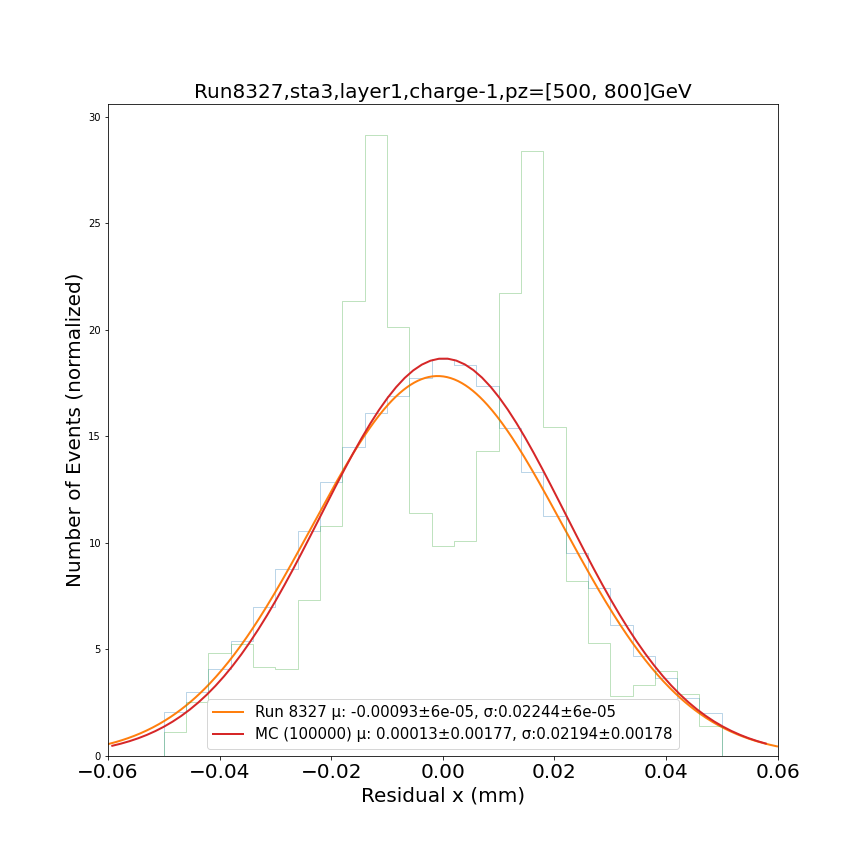 Run8327,sta3,layer1,charge-1,pz=[500, 800]GeV
30
25
20
15
10
5
0
Number of Events (normalized)
Run 8327 μ: -0.00093±6e-05, σ:0.02244±6e-05
MC (100000) μ: 0.00013±0.00177, σ:0.02194±0.00178
−0.06 −0.04 −0.02 0.00 0.02 0.04 0.06
Residual x (mm)